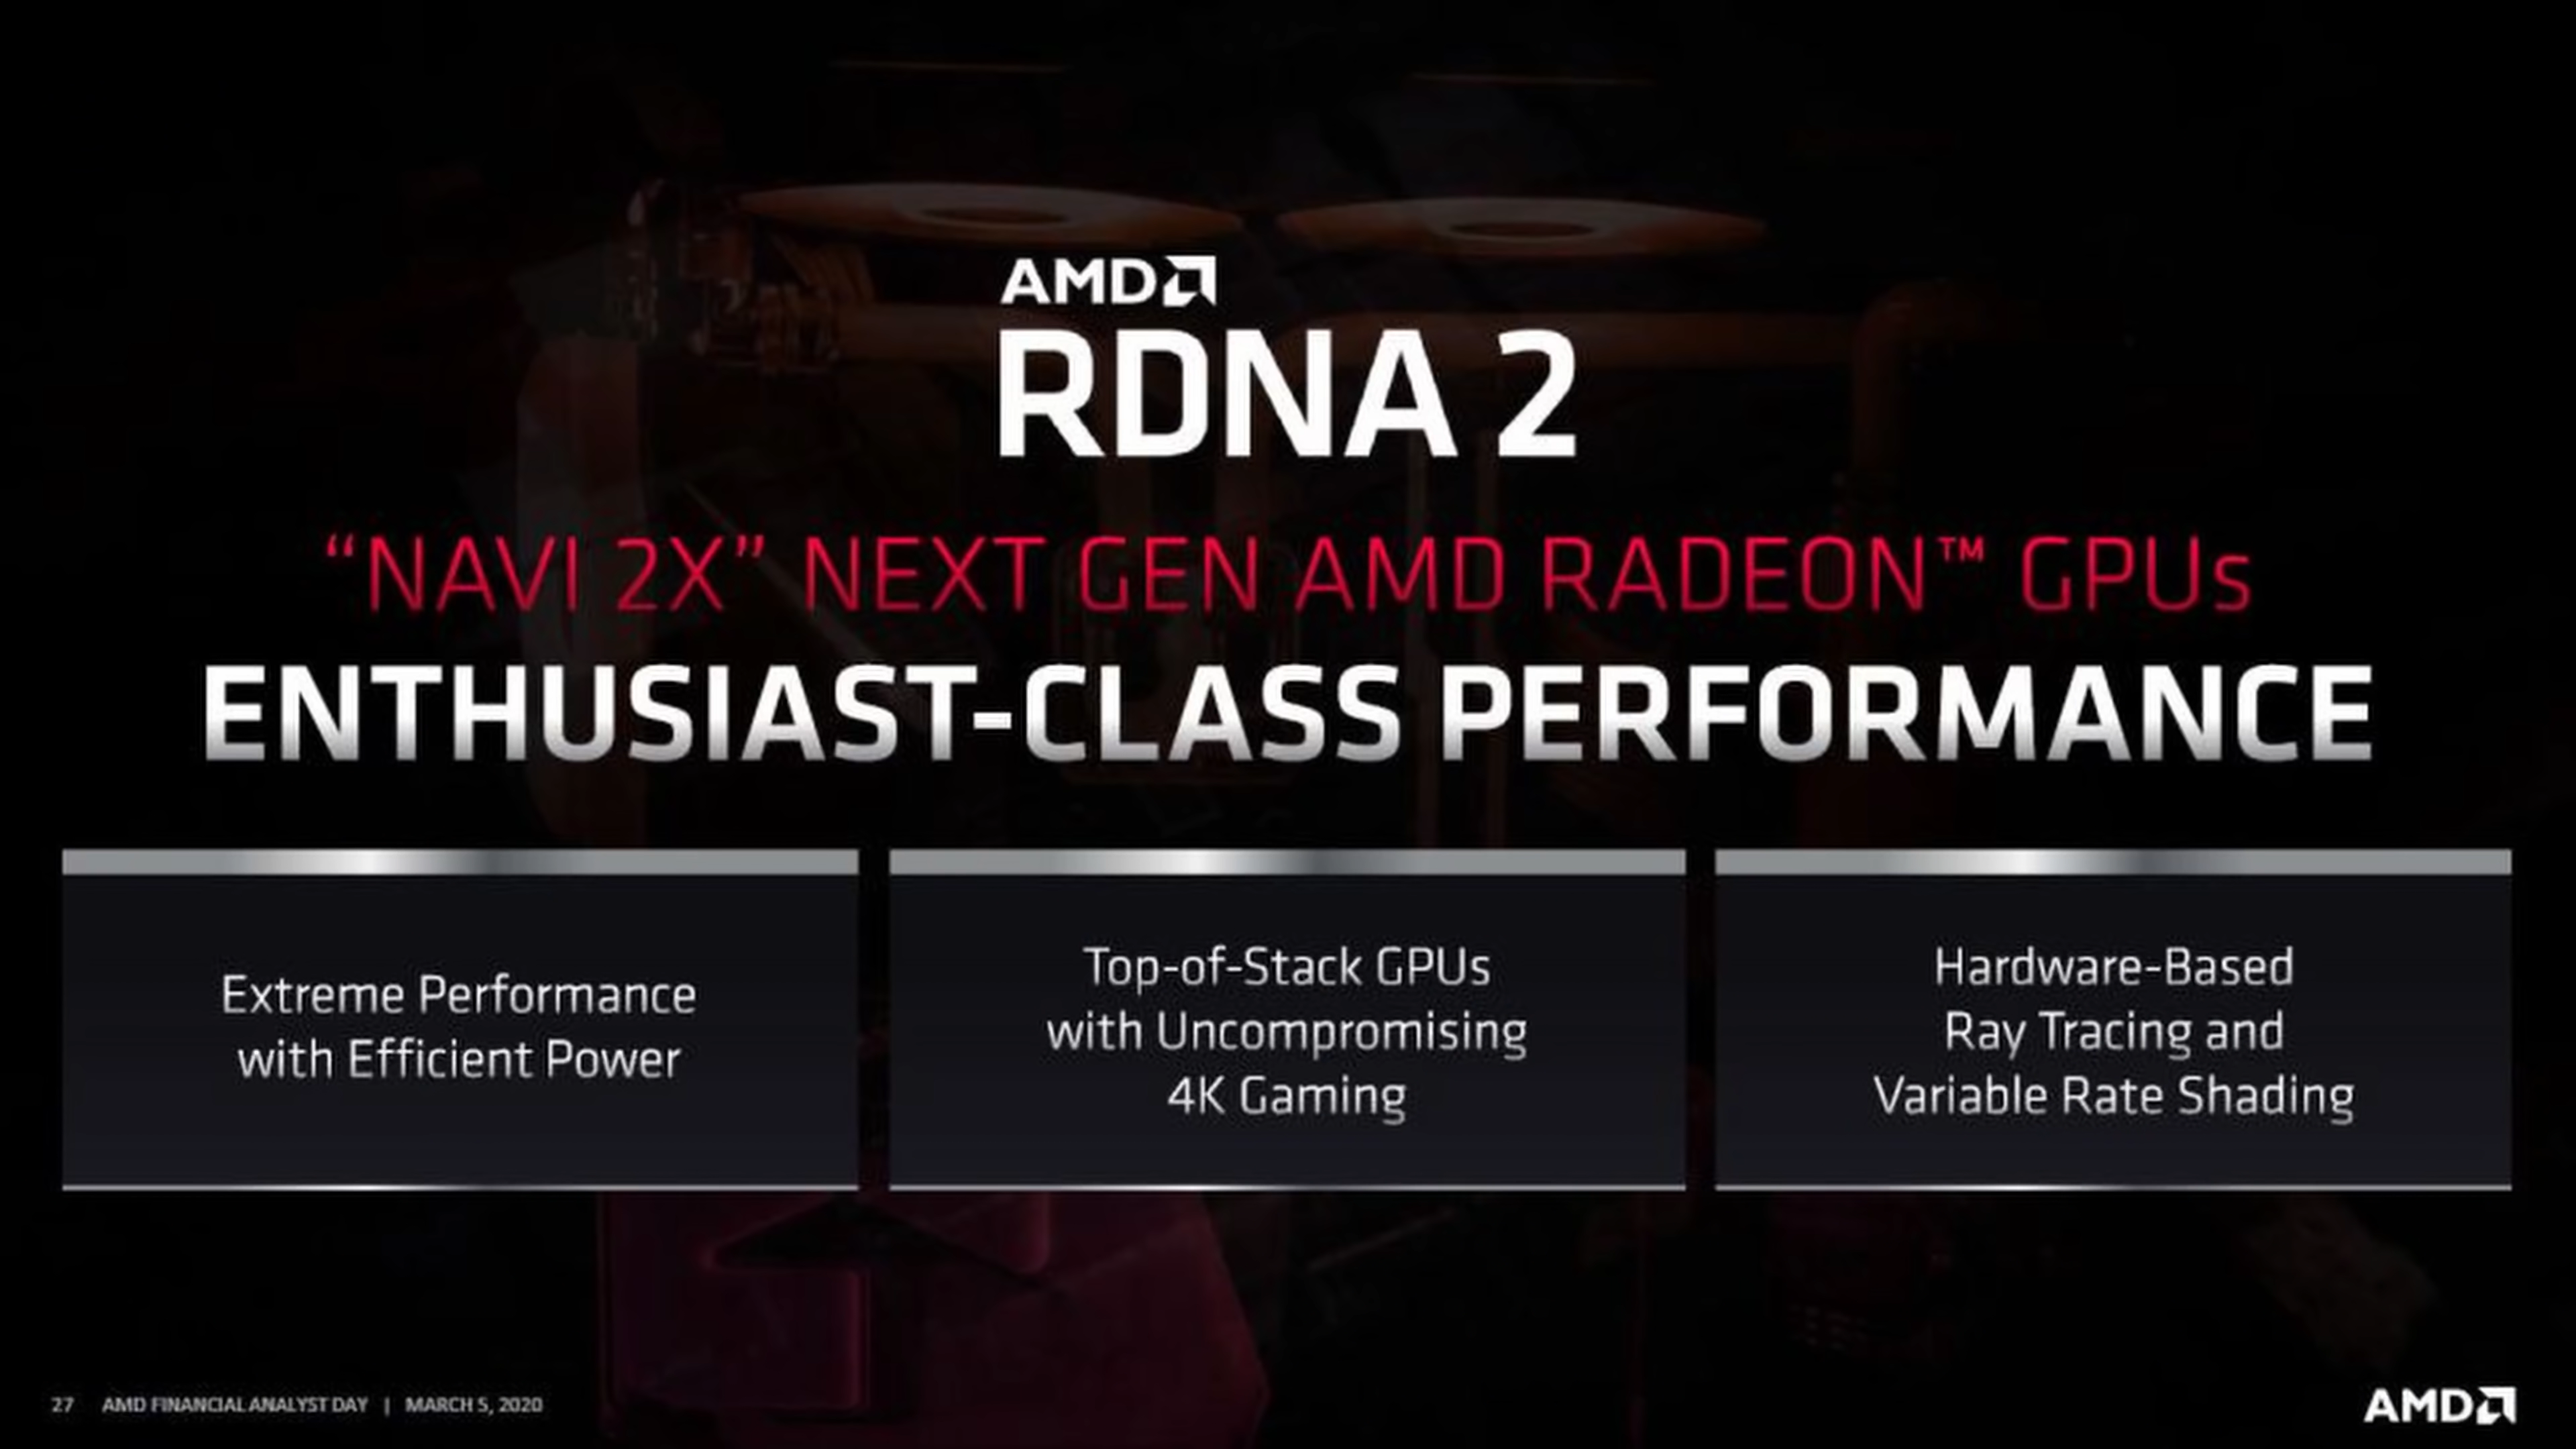 AMD
RDNA 2
“NAVI 2X” NEXT GEN AMD RADEON™ GPUs
ENTHUSIAST-CLASS PERFORMANCE
Extreme Performance
with Efficient Power
Top-of-Stack GPUs
with Uncompromising
4K Gaming
Hardware-Based
Ray Tracing and
Variable Rate Shading
27 AMD FINANCIAL ANALYST DAY | MARCH 5, 2020
AMD